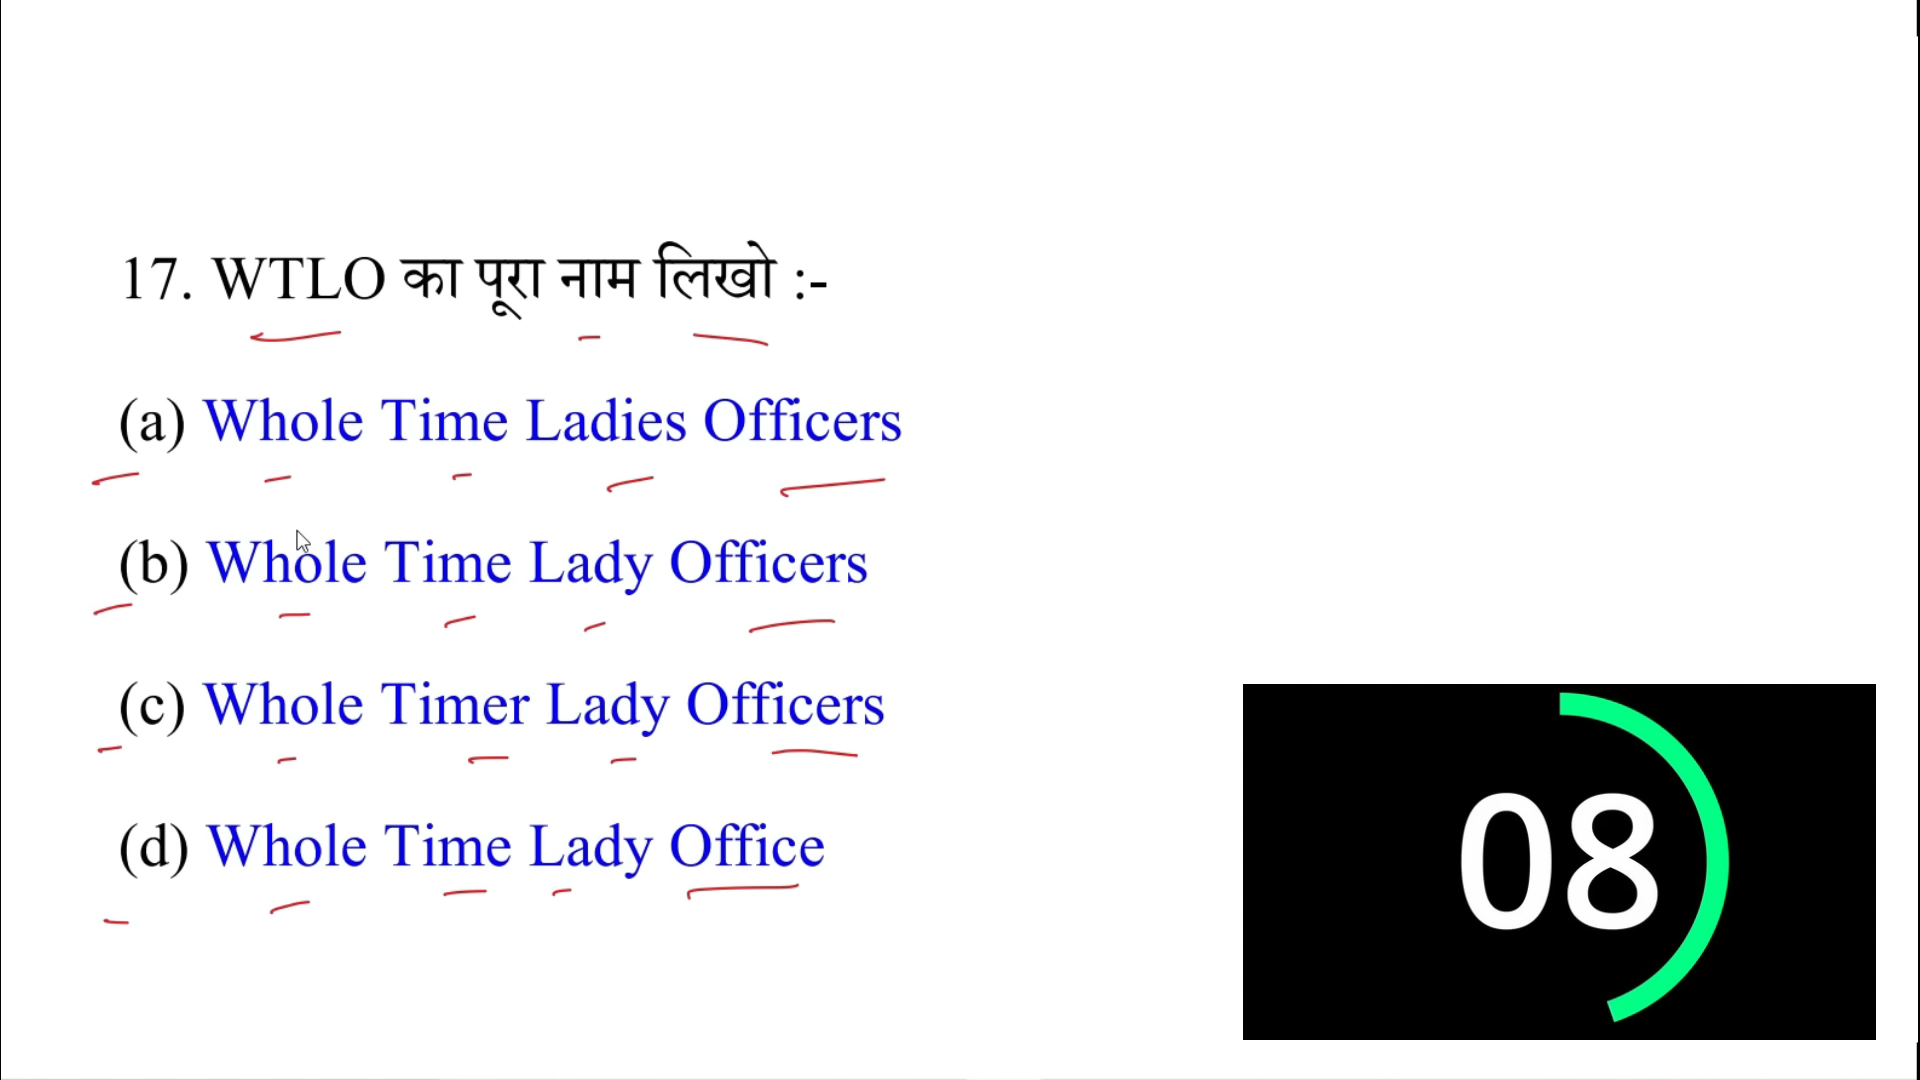 17. WTLO का पूरा नाम लिखो :-
(a) Whole Time Ladies Officers
(b) Whole Time Lady Officers
(c) Whole Timer Lady Officers
(d) Whole Time Lady Office
08